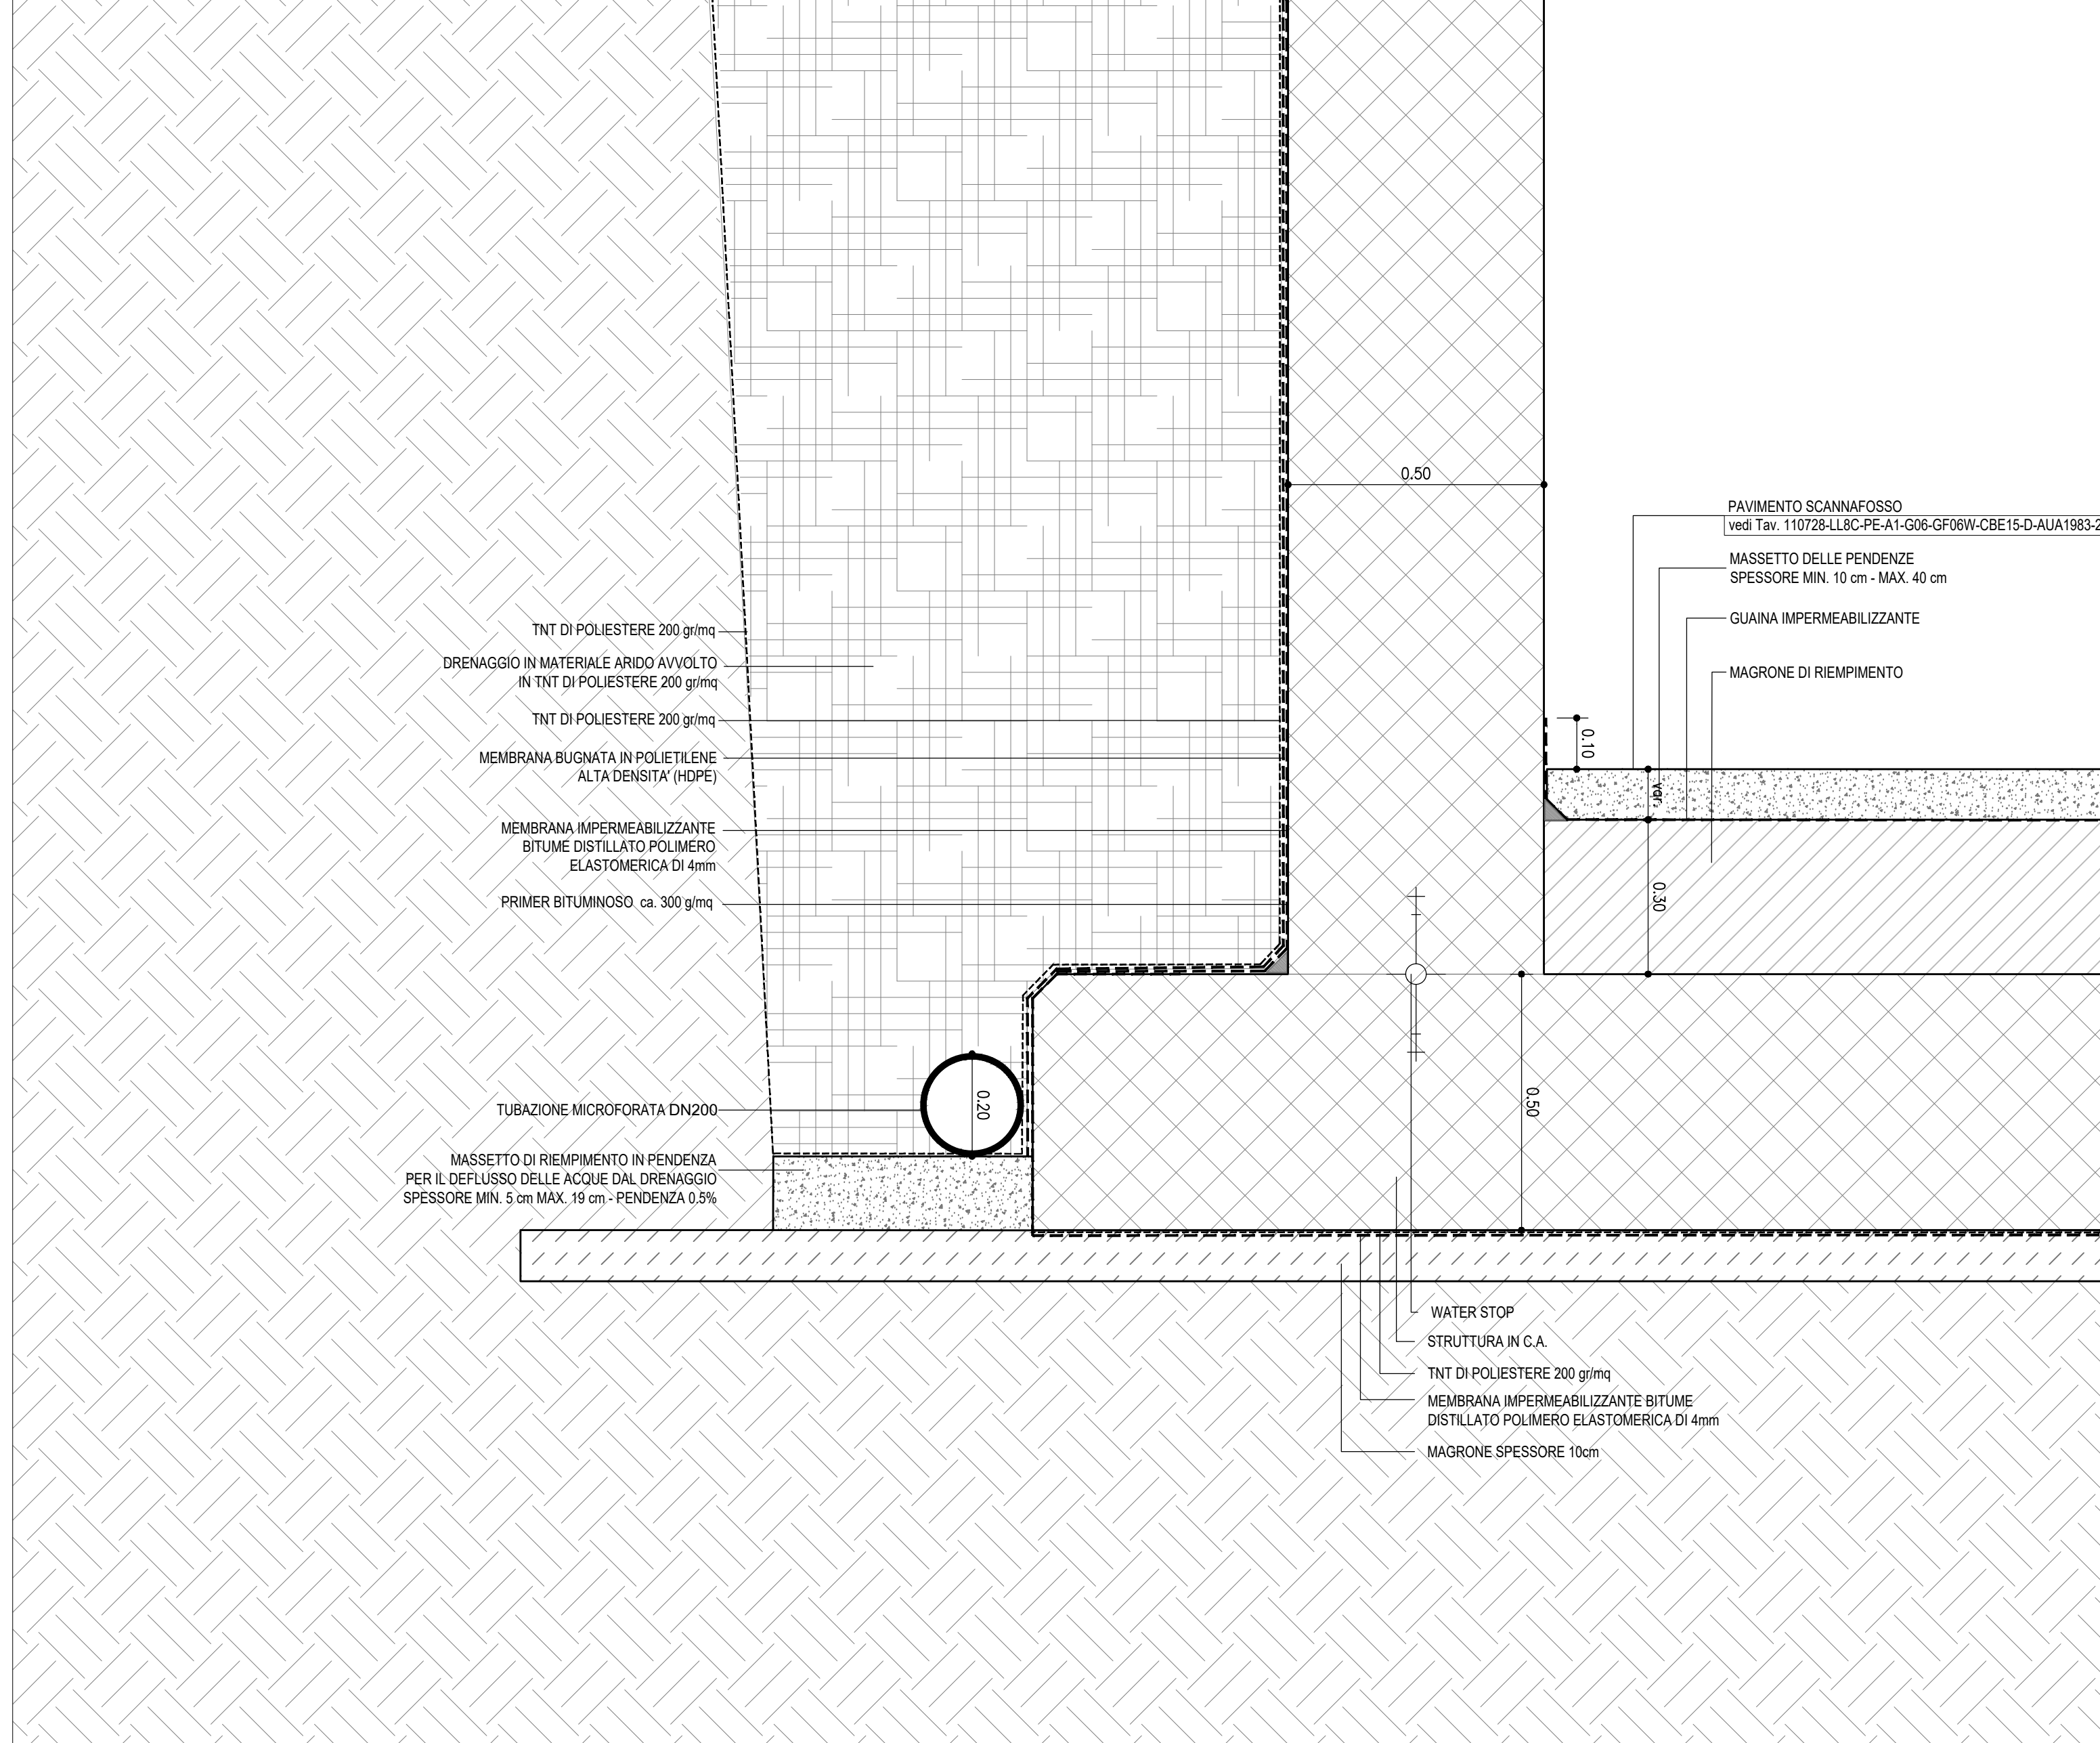 0.50
PAVIMENTO SCANNAFOSSO
vedi Tav. 110728-LL8C-PE-A1-G06-GF06W-CBE15-D-AUA1983-2
MASSETTO DELLE PENDENZE
SPESSORE MIN. 10 cm - MAX. 40 cm
GUAINA IMPERMEABILIZZANTE
MAGRONE DI RIEMPIMENTO
0.10
var.
0.30
TNT DI POLIESTERE 200 gr/mq
DRENAGGIO IN MATERIALE ARIDO AVVOLTO
IN TNT DI POLIESTERE 200 gr/mq
TNT DI POLIESTERE 200 gr/mq
MEMBRANA BUGNATA IN POLIETILENE
ALTA DENSITA' (HDPE)
MEMBRANA IMPERMEABILIZZANTE
BITUME DISTILLATO POLIMERO
ELASTOMERICA DI 4mm
PRIMER BITUMINOSO ca. 300 g/mq
0.20
0.50
TUBAZIONE MICROFORATA DN200
MASSETTO DI RIEMPIMENTO IN PENDENZA
PER IL DEFLUSSO DELLE ACQUE DAL DRENAGGIO
SPESSORE MIN. 5 cm MAX. 19 cm - PENDENZA 0.5%
WATER STOP
STRUTTURA IN C.A.
TNT DI POLIESTERE 200 gr/mq
MEMBRANA IMPERMEABILIZZANTE BITUME
DISTILLATO POLIMERO ELASTOMERICA DI 4mm
MAGRONE SPESSORE 10cm